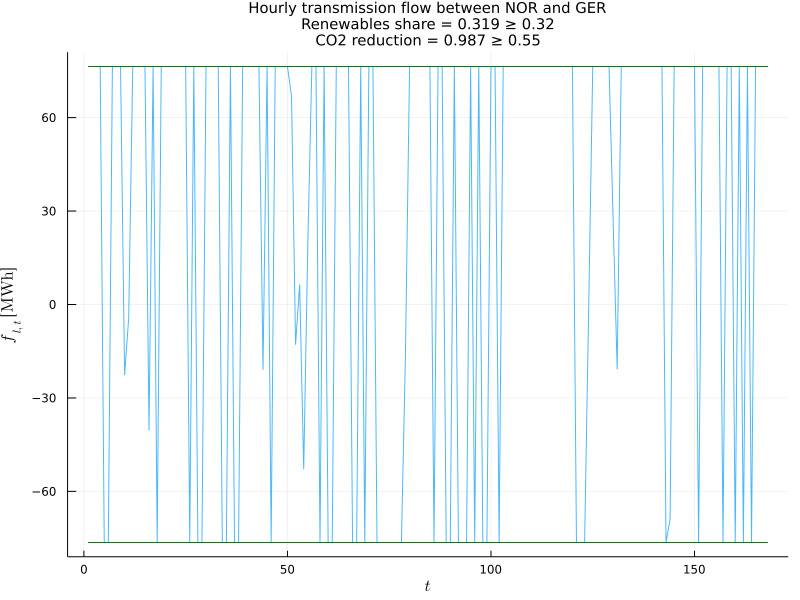 Hourly transmission flow between NOR and GER
Renewables share = 0.319 ≥ 0.32
CO2 reduction = 0.987 ≥ 0.55
60
30
0
−30
−60
f_{l,t} [MWh]
0
50
100
150
t